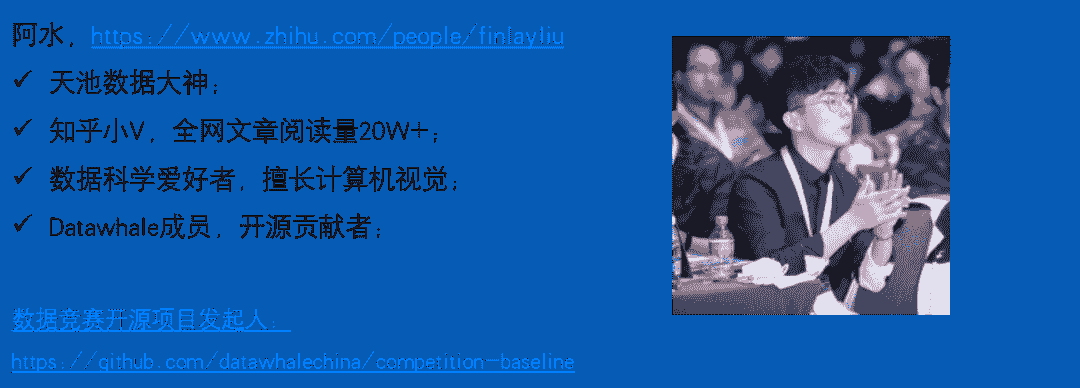 阿水，https://www.zhihu.com/people/finlayliu
✓ 天池数据大神；
✓ 知乎小V，全网文章阅读量20W+；
✓ 数据科学爱好者，擅长计算机视觉；
✓ Datawhale成员，开源贡献者；
数据竞赛开源项目发起人：
https://github.com/datawhalechina/competition-baseline